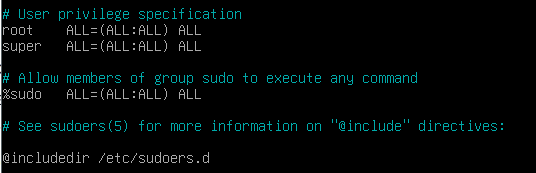 # User privilege specification
root    ALL=(ALL:ALL) ALL
super   ALL=(ALL:ALL) ALL
# Allow members of group sudo to execute any command
%sudo   ALL=(ALL:ALL) ALL
# See sudoers(5) for more information on "@include" directives:
@includedir /etc/sudoers.d